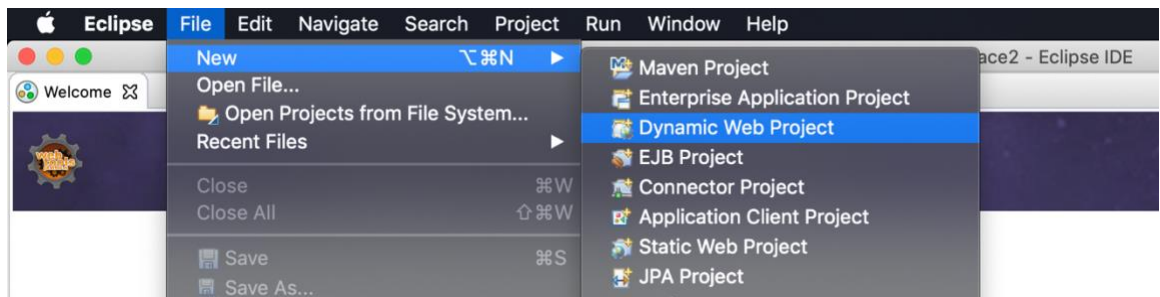 Eclipse File Edit Navigate Search Project Run Window Help
ace2 - Eclipse IDE
Welcome
New ⌥⌘N ▶
Open File...
Open Projects from File System...
Recent Files ▶
Close ⌘W
Close All ⇧⌘W
Save ⌘S
Save As...
Maven Project
Enterprise Application Project
Dynamic Web Project
EJB Project
Connector Project
Application Client Project
Static Web Project
JPA Project